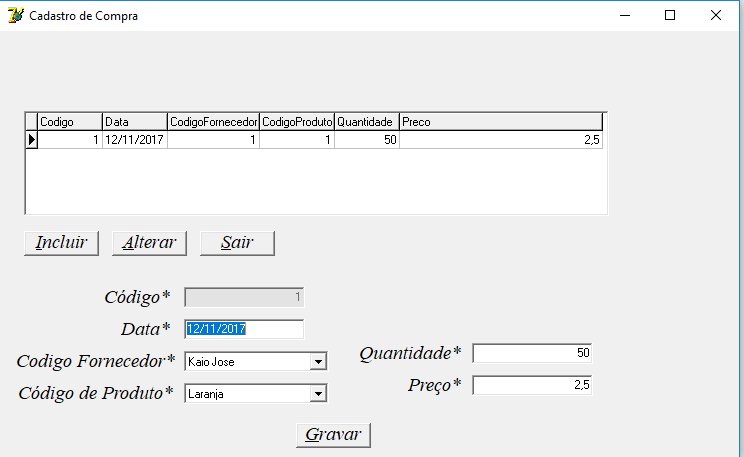 Cadastro de Compra
Codigo Data CodigoFornecedor CodigoProduto Quantidade Preco
1 12/11/2017 1 1 50 2,5
Incluir Alterar Sair
Código* 1
Data* 12/11/2017
Codigo Fornecedor* Kaio Jose
Quantidade* 50
Código de Produto* Laranja
Preço* 2,5
Gravar